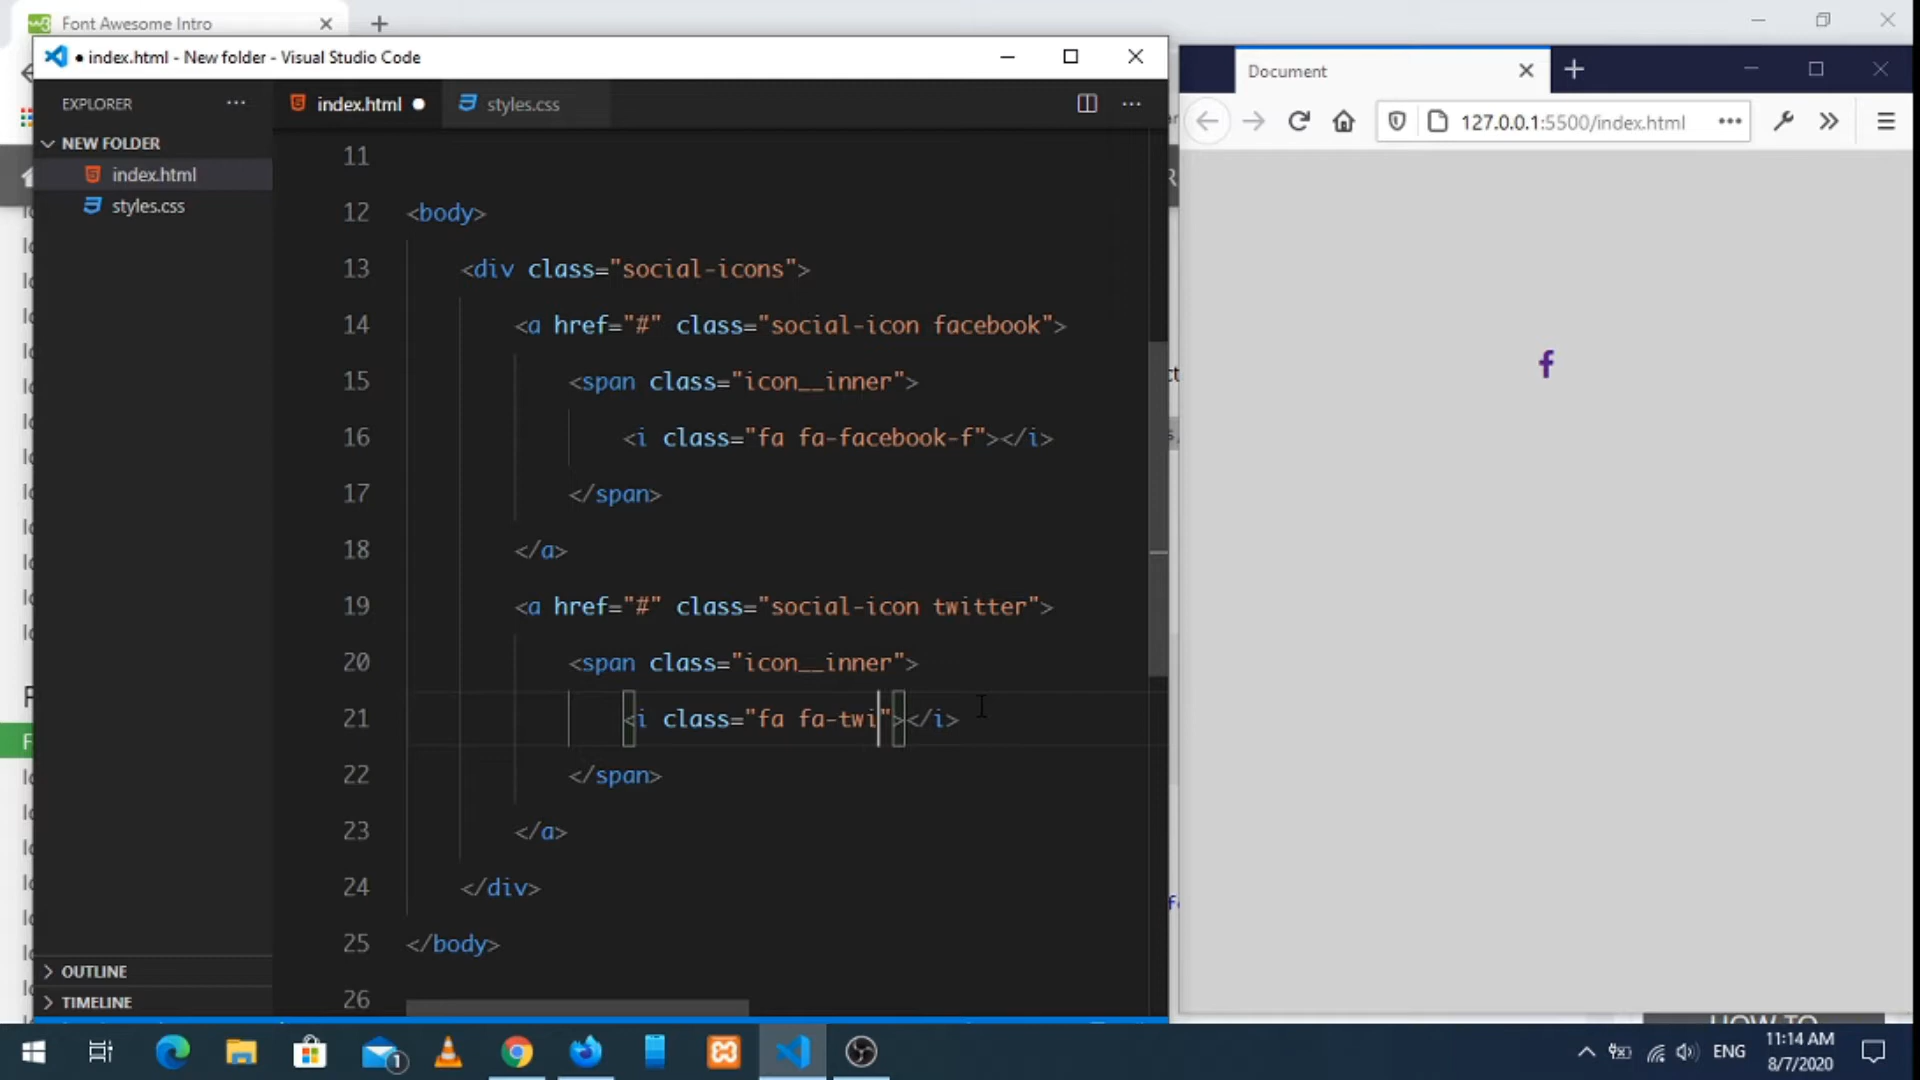 Font Awesome Intro
● index.html - New folder - Visual Studio Code
EXPLORER
index.html
styles.css
NEW FOLDER
index.html
styles.css
OUTLINE
TIMELINE
11
12 <body>
13 <div class="social-icons">
14 <a href="#" class="social-icon facebook">
15 <span class="icon__inner">
16 <i class="fa fa-facebook-f"></i>
17 </span>
18 </a>
19 <a href="#" class="social-icon twitter">
20 <span class="icon__inner">
21 <i class="fa fa-twi"></i>
22 </span>
23 </a>
24 </div>
25 </body>
26
Document
127.0.0.1:5500/index.html
f
1
ENG
11:14 AM
8/7/2020